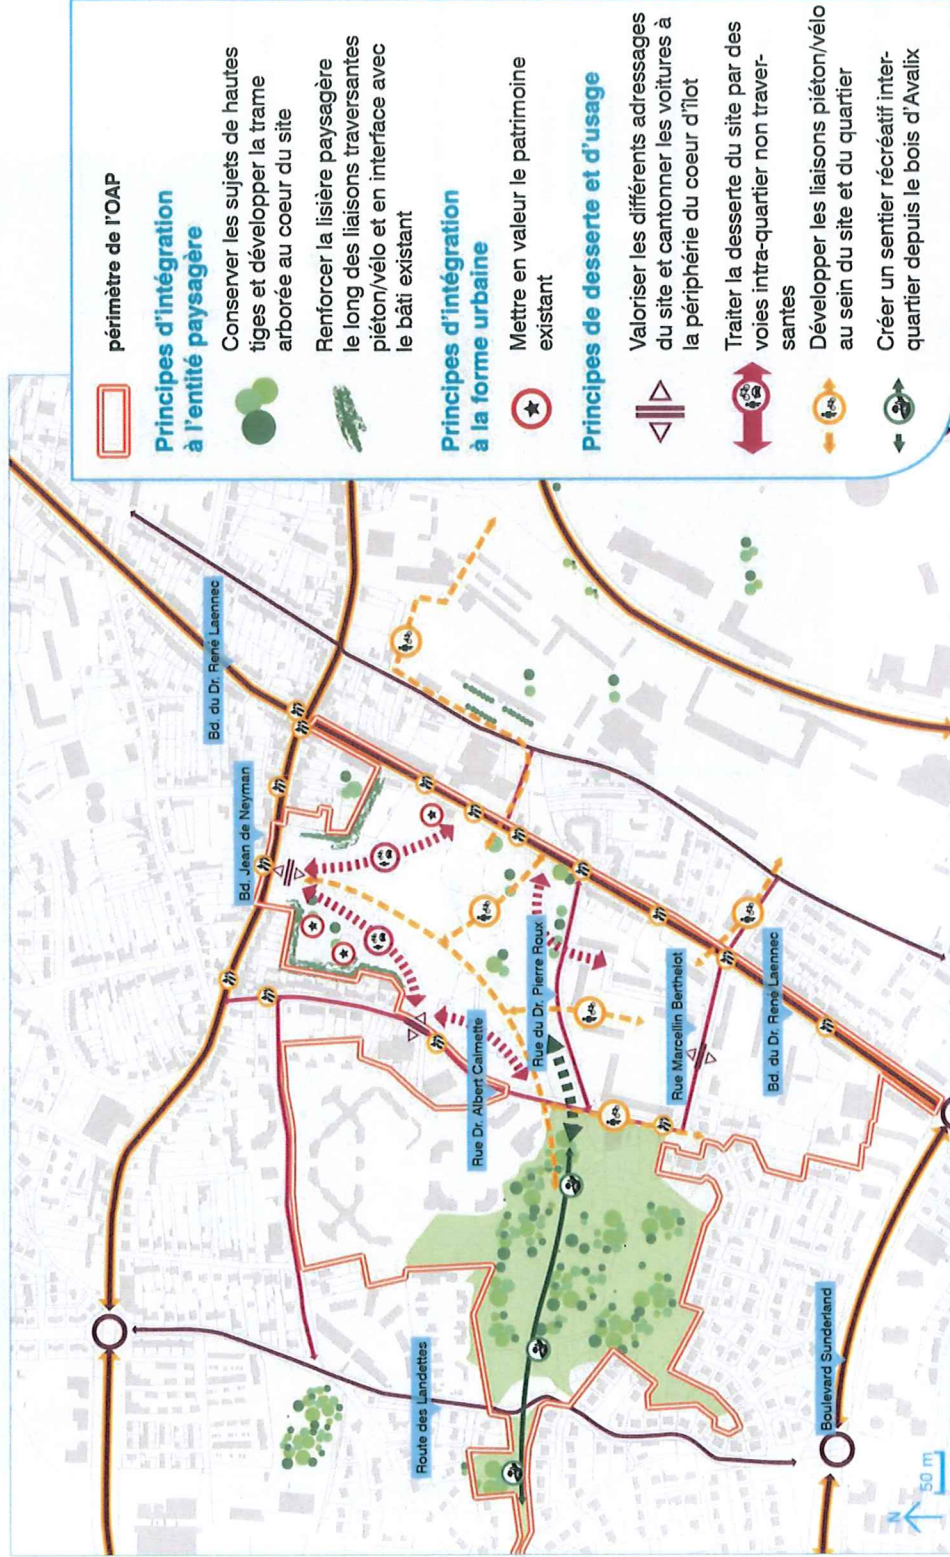 périmètre de l'OAP
Principes d'intégration
à l'entité paysagère
Conserver les sujets de hautes
tiges et développer la trame
arborée au coeur du site
Renforcer la lisière paysagère
le long des liaisons traversantes
piéton/vélo et en interface avec
le bâti existant
Principes d'intégration
à la forme urbaine
Mettre en valeur le patrimoine
existant
Principes de desserte et d'usage
Valoriser les différents adressages
du site et cantonner les voitures à
la périphérie du coeur d'îlot
Traiter la desserte du site par des
voies intra-quartier non traver-
santes
Développer les liaisons piéton/vélo
au sein du site et du quartier
Créer un sentier récréatif inter-
quartier depuis le bois d'Avalix
Bd. du Dr. René Laennec
Bd. Jean de Neyman
Rue Dr. Albert Calmette
Rue du Dr. Pierre Roux
Rue Marcellin Berthelot
Bd. du Dr. René Laennec
Route des Landettes
Boulevard Sunderland
N
50 m